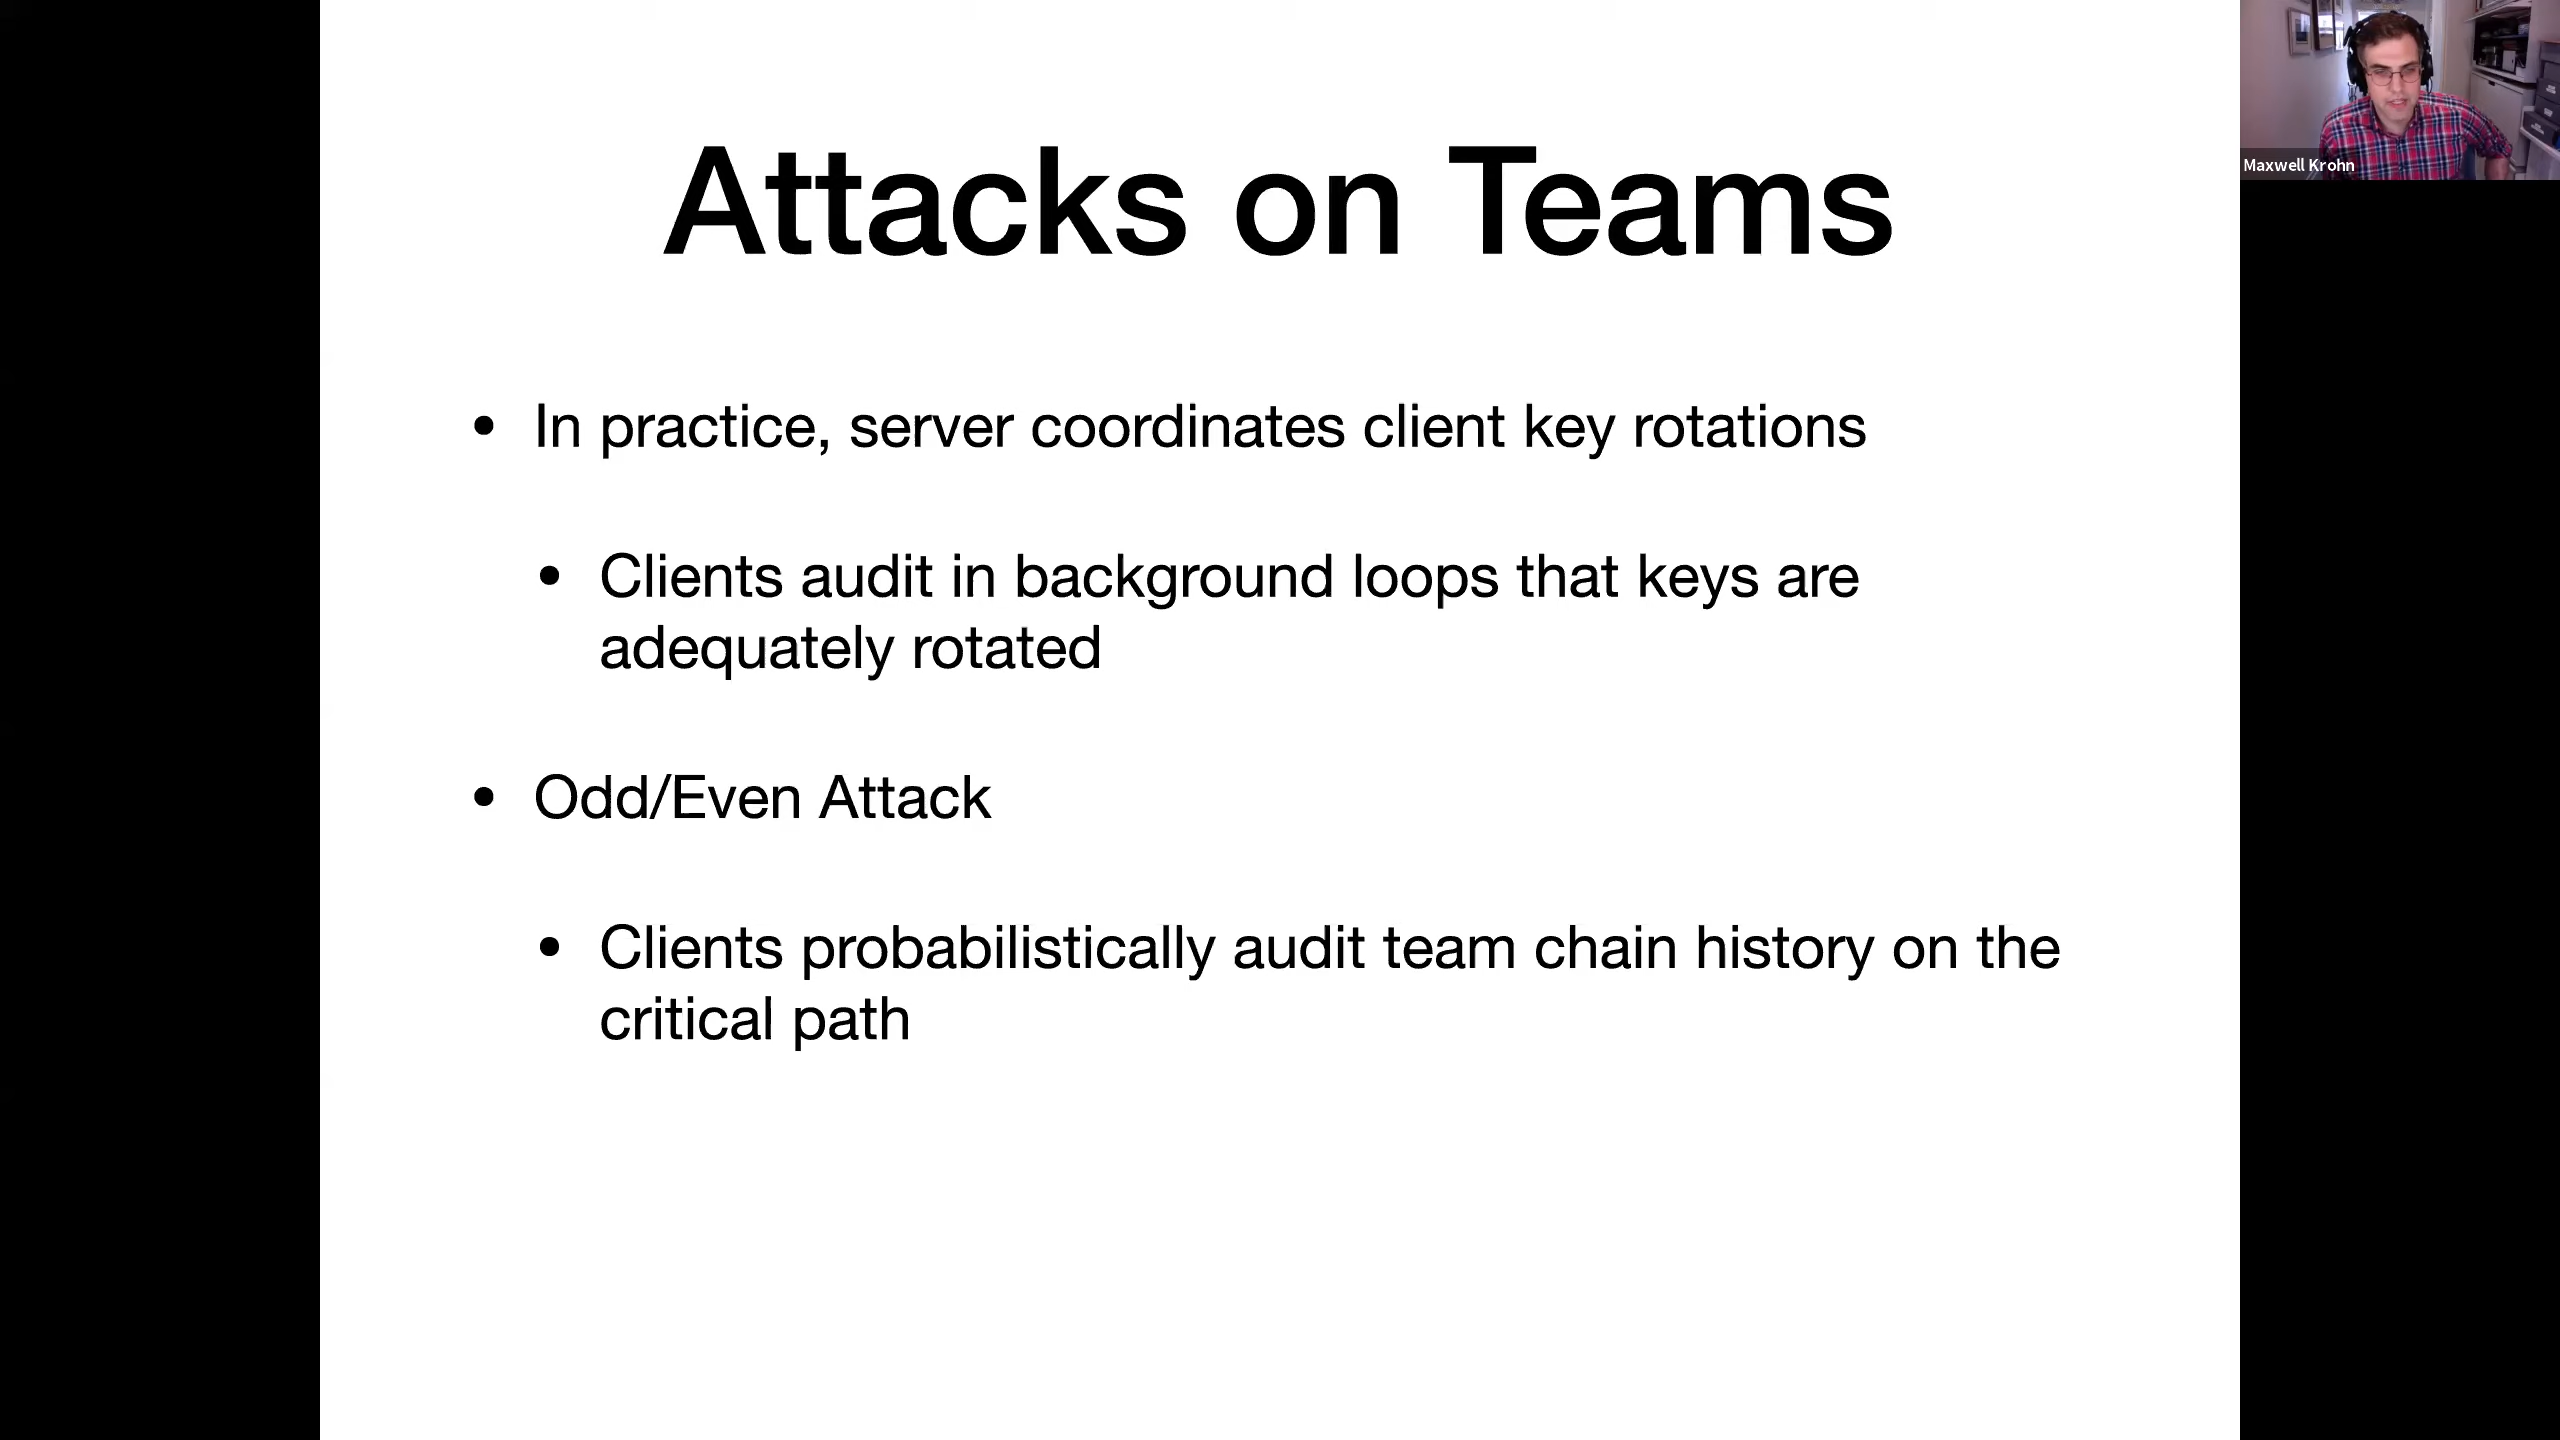 Attacks on Teams
Maxwell Krohn
• In practice, server coordinates client key rotations
• Clients audit in background loops that keys are
adequately rotated
• Odd/Even Attack
• Clients probabilistically audit team chain history on the
critical path